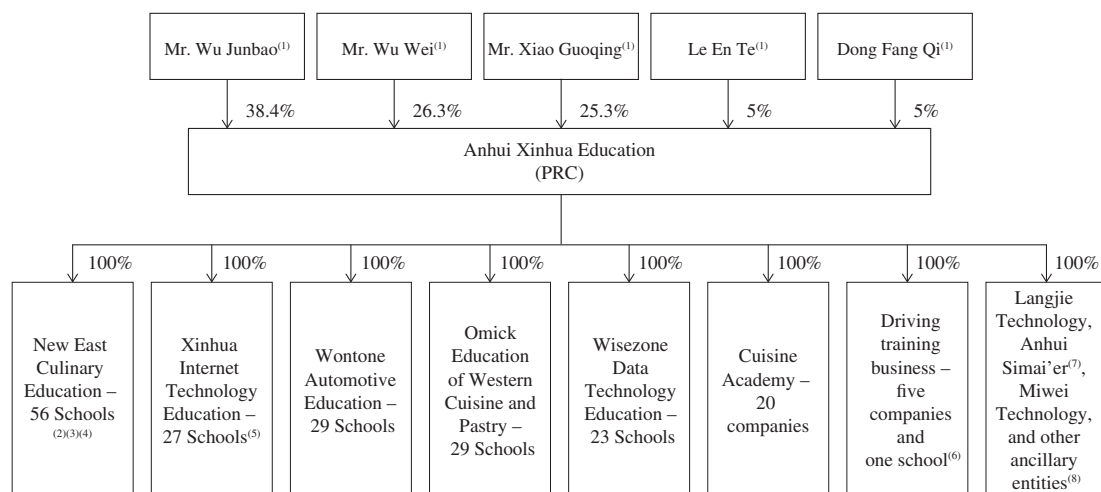 Mr. Wu Junbao(1)
Mr. Wu Wei(1)
Mr. Xiao Guoqing(1)
Le En Te(1)
Dong Fang Qi(1)
38.4%
26.3%
25.3%
5%
5%
Anhui Xinhua Education
(PRC)
100%
100%
100%
100%
100%
100%
100%
100%
New East
Culinary
Education –
56 Schools
(2)(3)(4)
Xinhua
Internet
Technology
Education –
27 Schools(5)
Wontone
Automotive
Education –
29 Schools
Omick
Education
of Western
Cuisine and
Pastry –
29 Schools
Wisezone
Data
Technology
Education –
23 Schools
Cuisine
Academy –
20
companies
Driving
training
business –
five
companies
and
one school(6)
Langjie
Technology,
Anhui
Simai’er(7),
Miwei
Technology,
and other
ancillary
entities(8)